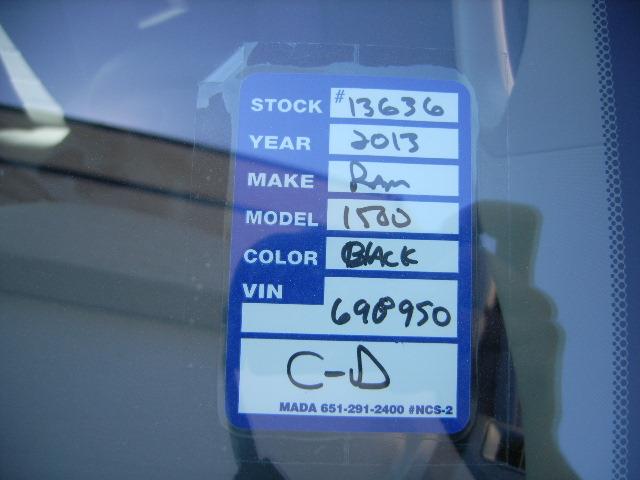 STOCK #13636
YEAR 2013
MAKE Ram
MODEL 1500
COLOR BLACK
VIN
698950
C-D
MADA 651-291-2400 #NCS-2